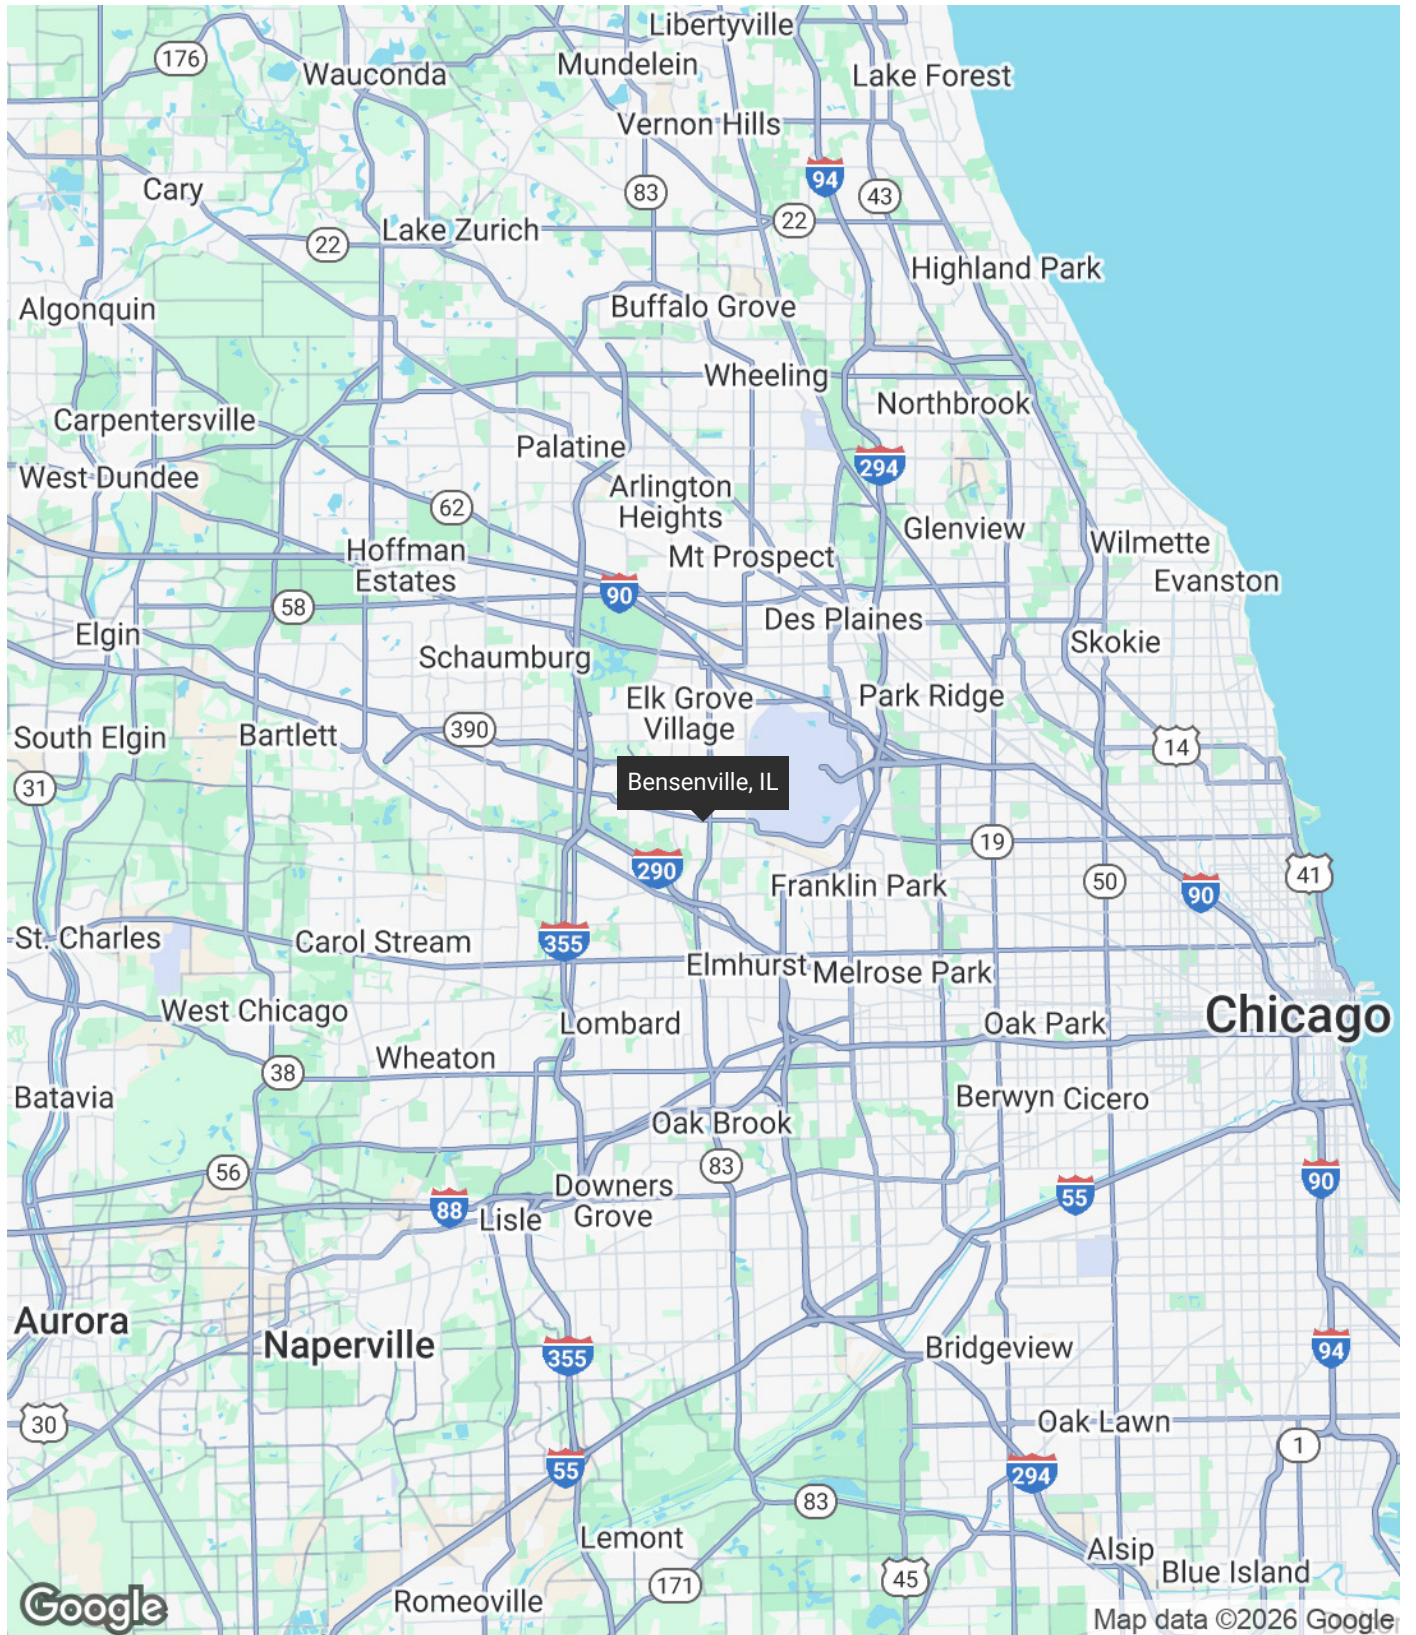 Libertyville
176
Wauconda
Mundelein
Lake Forest
Vernon Hills
94
Cary
83
43
22
22
Lake Zurich
Highland Park
Algonquin
Buffalo Grove
Wheeling
Northbrook
Carpentersville
Palatine
West Dundee
294
62
Arlington
Heights
Glenview
Hoffman
Estates
Mt Prospect
Wilmette
Evanston
58
90
Des Plaines
Elgin
Skokie
Schaumburg
Elk Grove
Village
Park Ridge
South Elgin
Bartlett
390
14
31
Bensenville, IL
19
290
Franklin Park
50
90
41
St. Charles
Carol Stream
355
Elmhurst
Melrose Park
West Chicago
Lombard
Oak Park
Chicago
Wheaton
38
Batavia
Berwyn
Cicero
Oak Brook
56
83
Downers
Grove
88
Lisle
55
90
Aurora
Naperville
355
Bridgeview
94
30
Oak Lawn
1
55
294
83
Lemont
Alsip
171
45
Blue Island
Romeoville
Google
Map data ©2026 Google